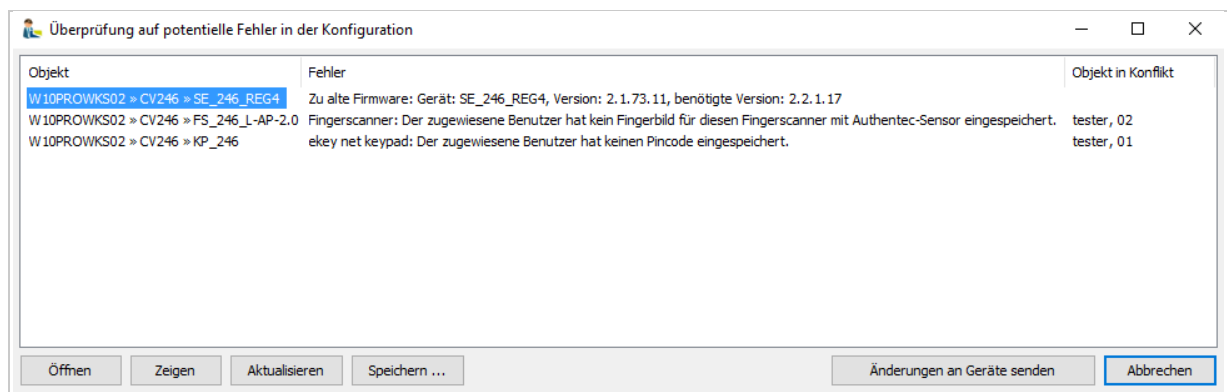 Überprüfung auf potentielle Fehler in der Konfiguration
Objekt Fehler Objekt in Konflikt
W10PROWKS02 » CV246 » SE_246_REG4 Zu alte Firmware: Gerät: SE_246_REG4, Version: 2.1.73.11, benötigte Version: 2.2.1.17
W10PROWKS02 » CV246 » FS_246_L-AP-2.0 Fingerscanner: Der zugewiesene Benutzer hat kein Fingerbild für diesen Fingerscanner mit Authentec-Sensor eingespeichert. tester, 02
W10PROWKS02 » CV246 » KP_246 ekey net keypad: Der zugewiesene Benutzer hat keinen Pincode eingespeichert. tester, 01
Öffnen Zeigen Aktualisieren Speichern ... Änderungen an Geräte senden Abbrechen